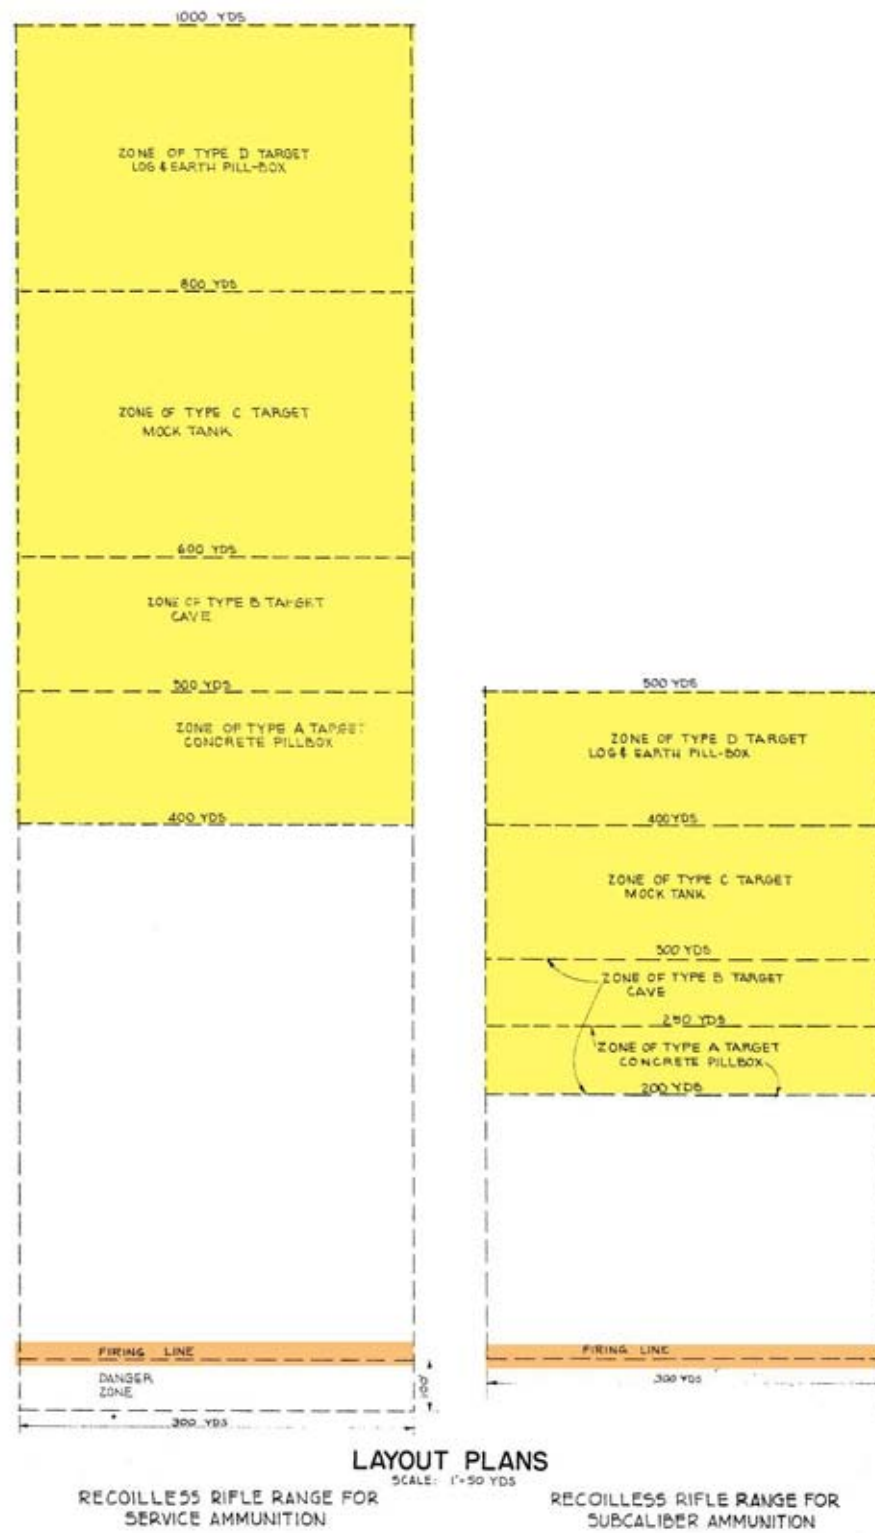 1000 YDS
ZONE OF TYPE D TARGET
LOG & EARTH PILL-BOX
800 YDS
ZONE OF TYPE C TARGET
MOCK TANK
600 YDS
ZONE OF TYPE B TARGET
CAVE
500 YDS
ZONE OF TYPE A TARGET
CONCRETE PILLBOX
400 YDS
FIRING LINE
DANGER
ZONE
300 YDS
500 YDS
ZONE OF TYPE D TARGET
LOG & EARTH PILL-BOX
400 YDS
ZONE OF TYPE C TARGET
MOCK TANK
300 YDS
ZONE OF TYPE B TARGET
CAVE
250 YDS
ZONE OF TYPE A TARGET
CONCRETE PILLBOX
200 YDS
FIRING LINE
300 YDS
LAYOUT PLANS
SCALE: 1"=50 YDS
RECOILLESS RIFLE RANGE FOR
SERVICE AMMUNITION
RECOILLESS RIFLE RANGE FOR
SUBCALIBER AMMUNITION